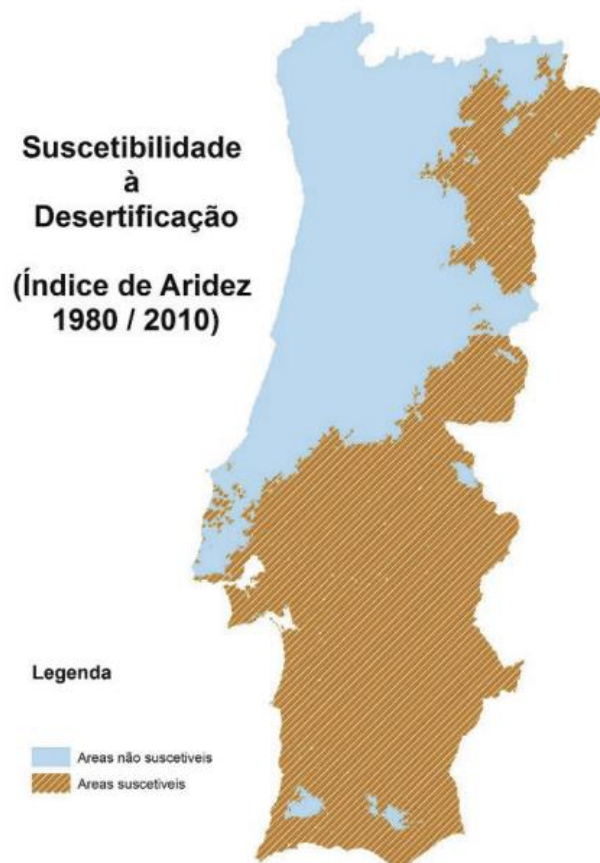 Suscetibilidade
à
Desertificação
(Índice de Aridez
1980 / 2010)
Legenda
Areas não suscetiveis
Areas suscetiveis